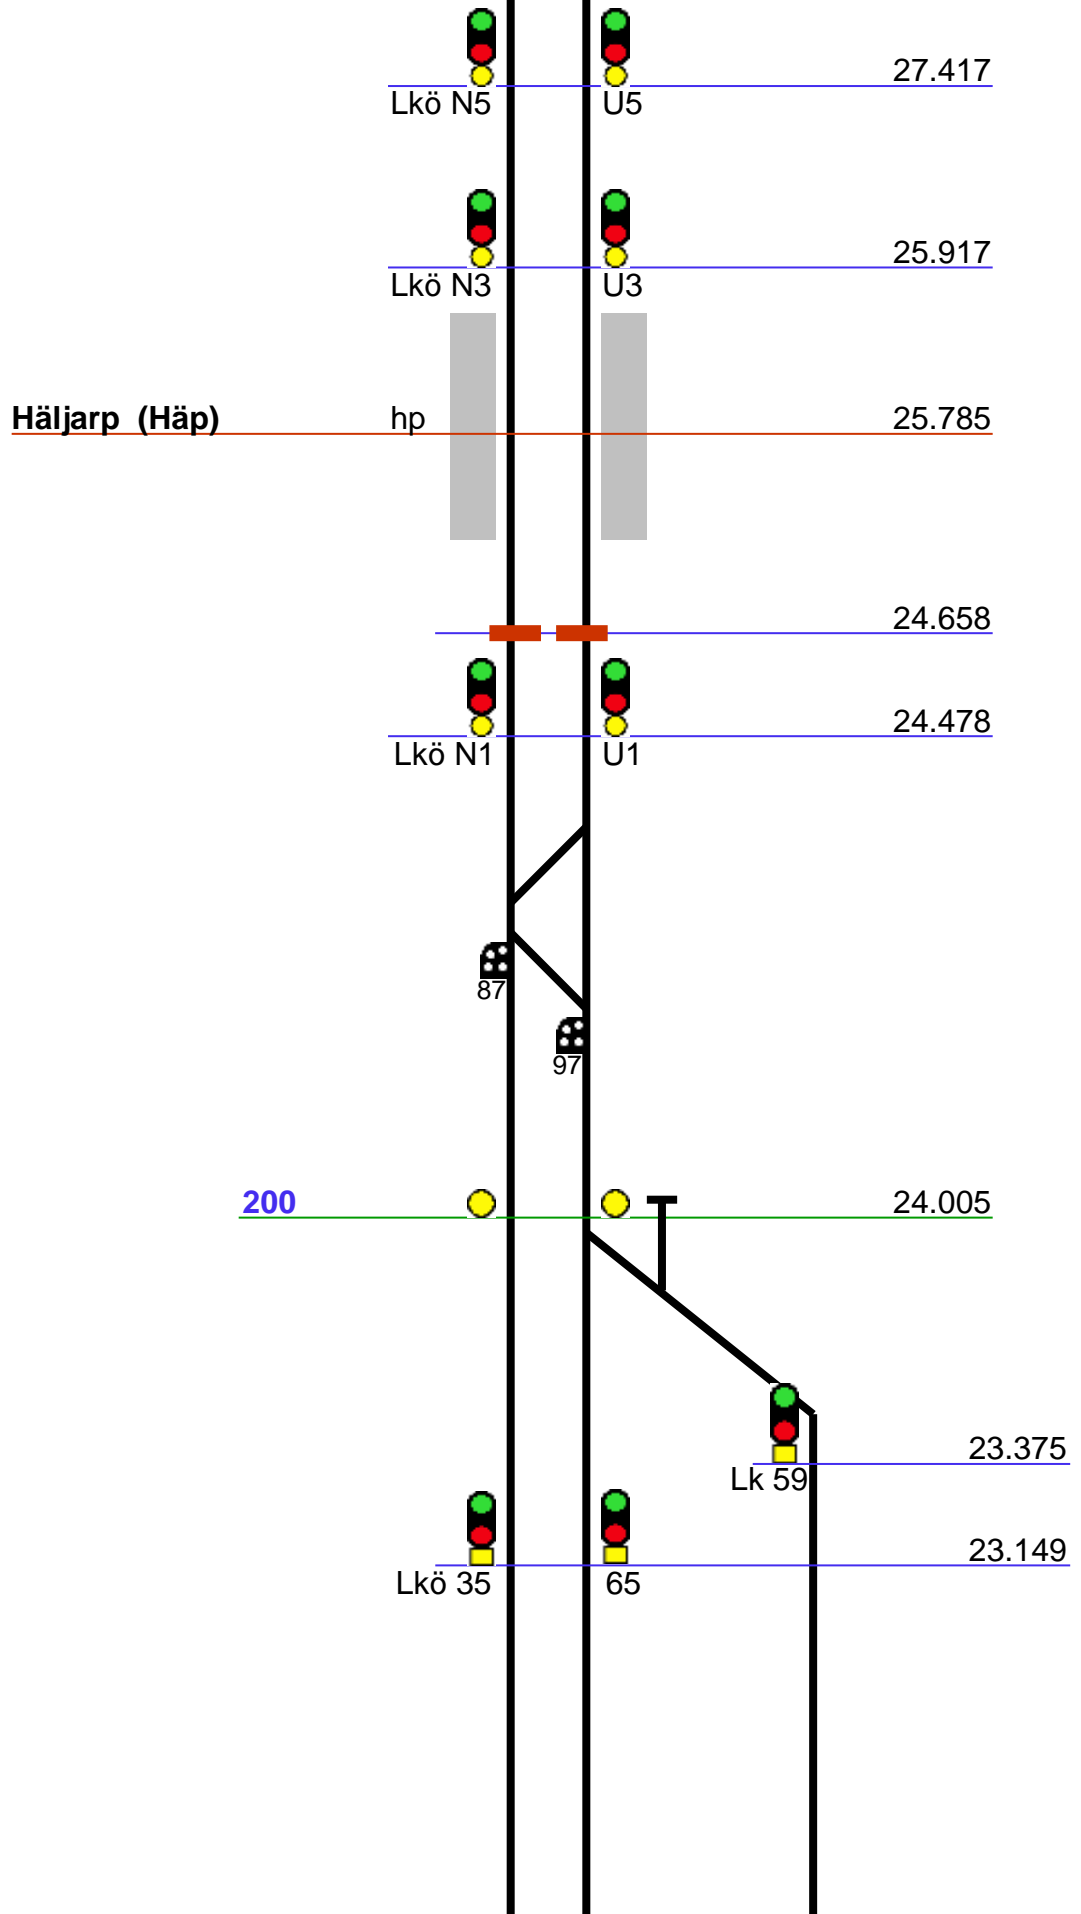 27.417
Lkö N5 U5
25.917
Lkö N3 U3
Häljarp (Häp) hp 25.785
24.658
24.478
Lkö N1 U1
87
97
200 24.005
23.375
Lk 59
23.149
Lkö 35 65